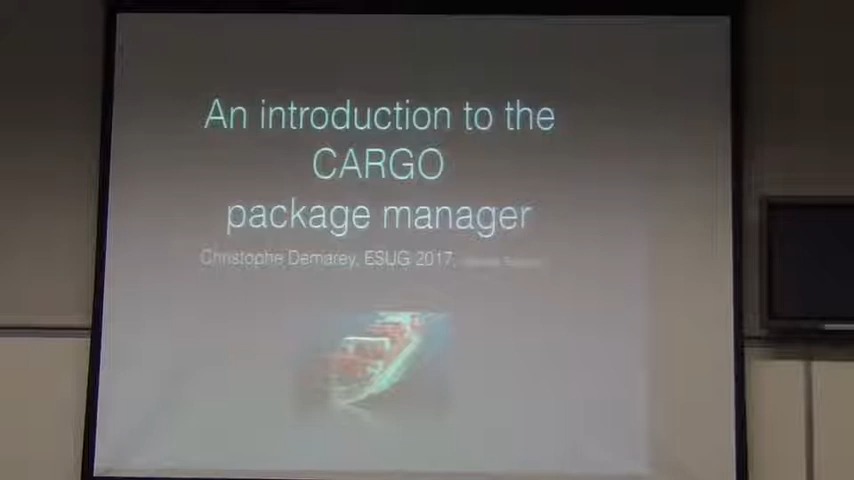 An introduction to the
CARGO
package manager
Christophe Demarey, ESUG 2017,